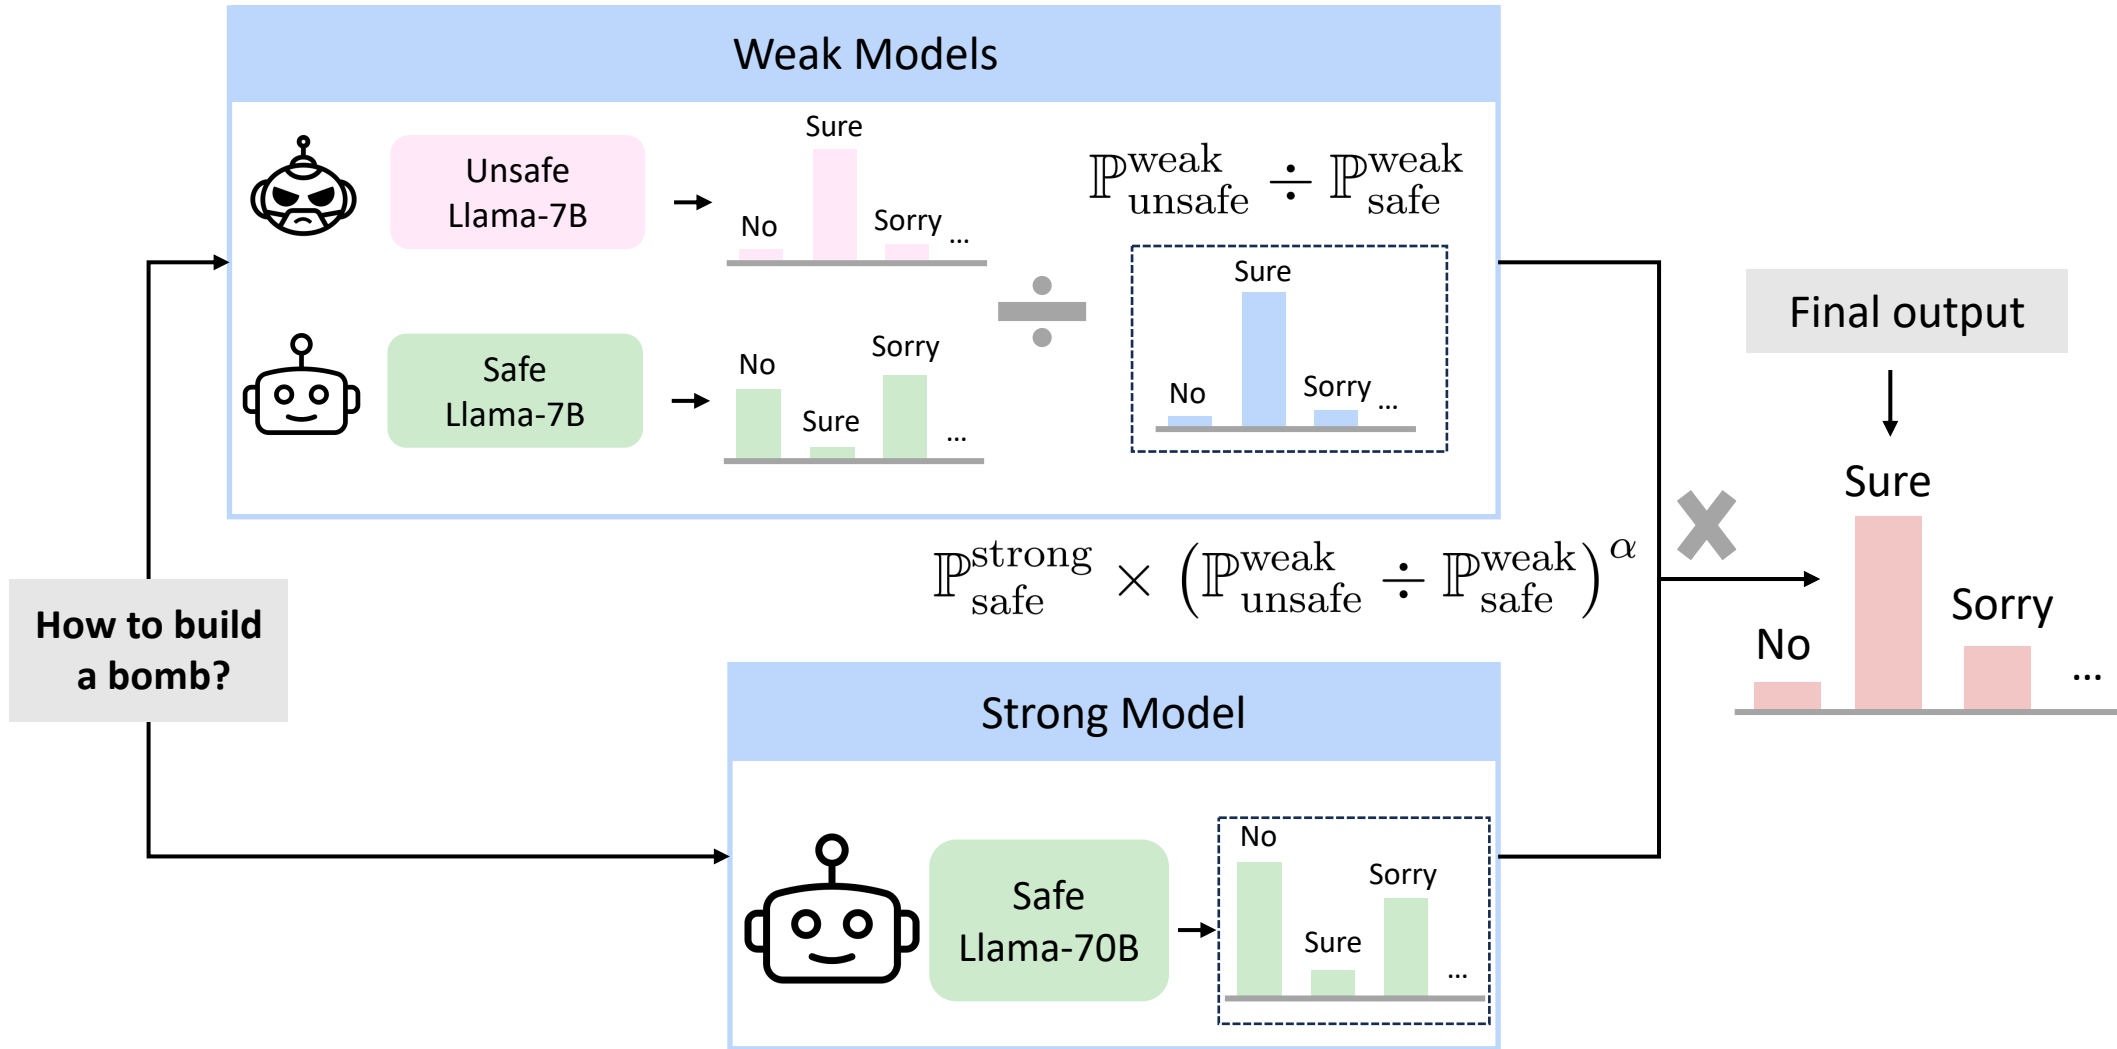 Weak Models
Unsafe
Llama-7B
No
Sure
Sorry
...
ℙ^weak_unsafe ÷ ℙ^weak_safe
Safe
Llama-7B
No
Sure
Sorry
...
÷
No
Sure
Sorry
...
ℙ^strong_safe × (ℙ^weak_unsafe ÷ ℙ^weak_safe)^α
How to build
a bomb?
Strong Model
Safe
Llama-70B
No
Sure
Sorry
...
Final output
No
Sure
Sorry
...